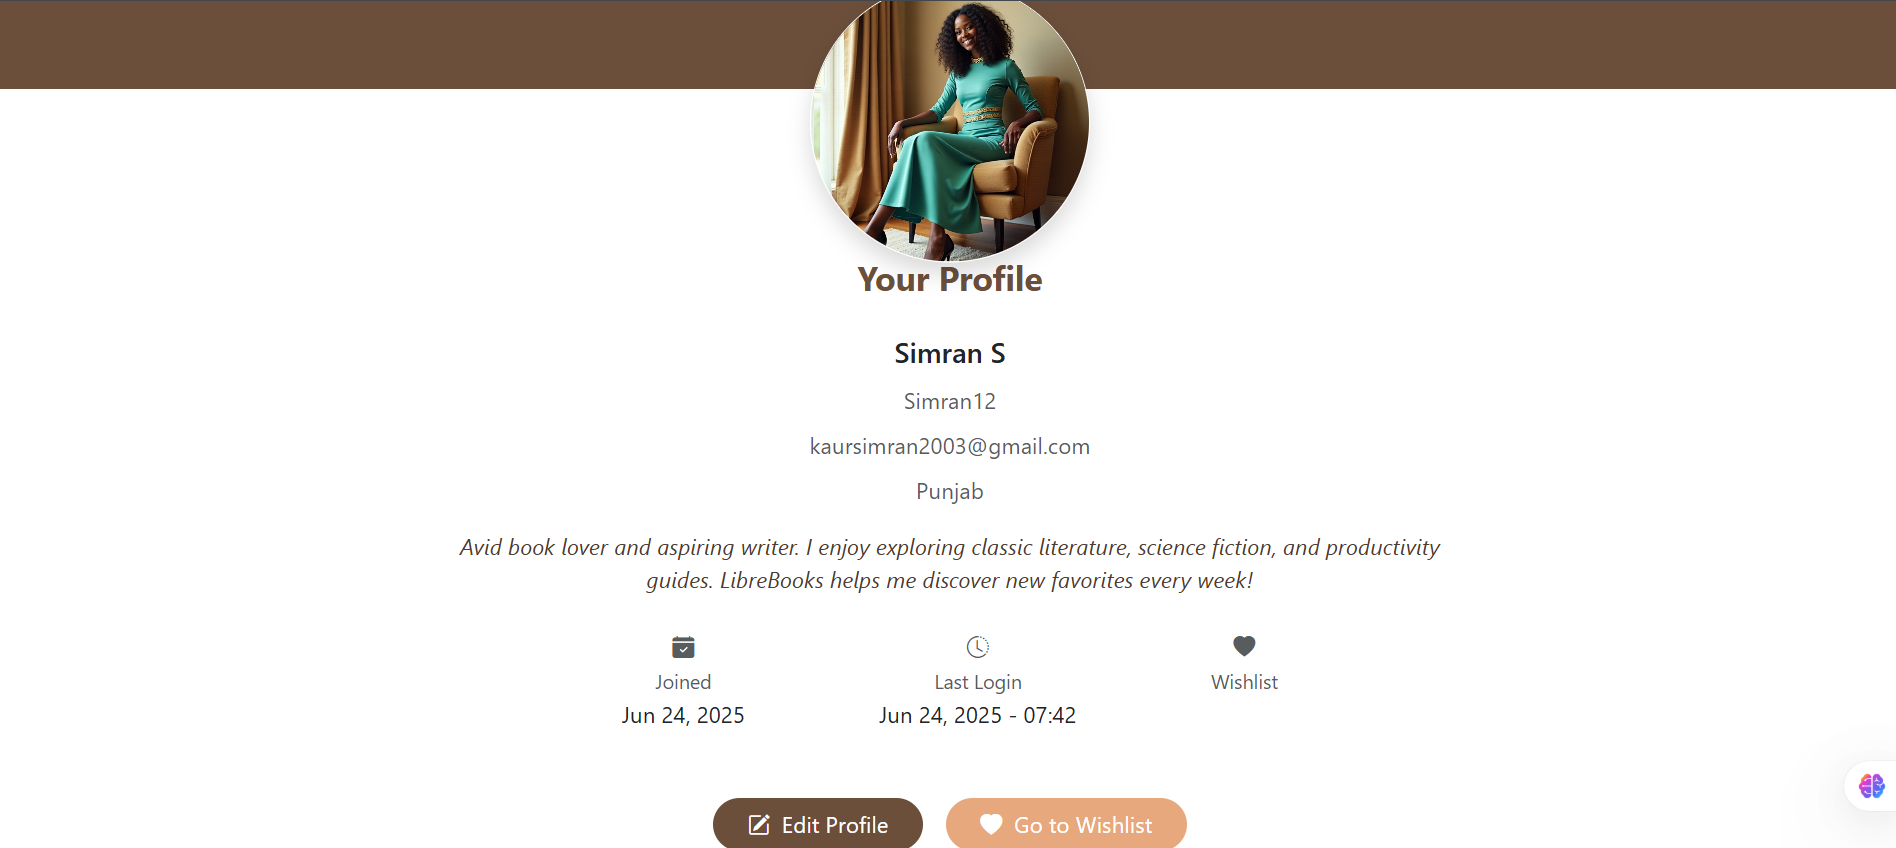 Your Profile
Simran S
Simran12
kaursimran2003@gmail.com
Punjab
Avid book lover and aspiring writer. I enjoy exploring classic literature, science fiction, and productivity
guides. LibreBooks helps me discover new favorites every week!
Joined
Jun 24, 2025
Last Login
Jun 24, 2025 - 07:42
Wishlist
Edit Profile
Go to Wishlist